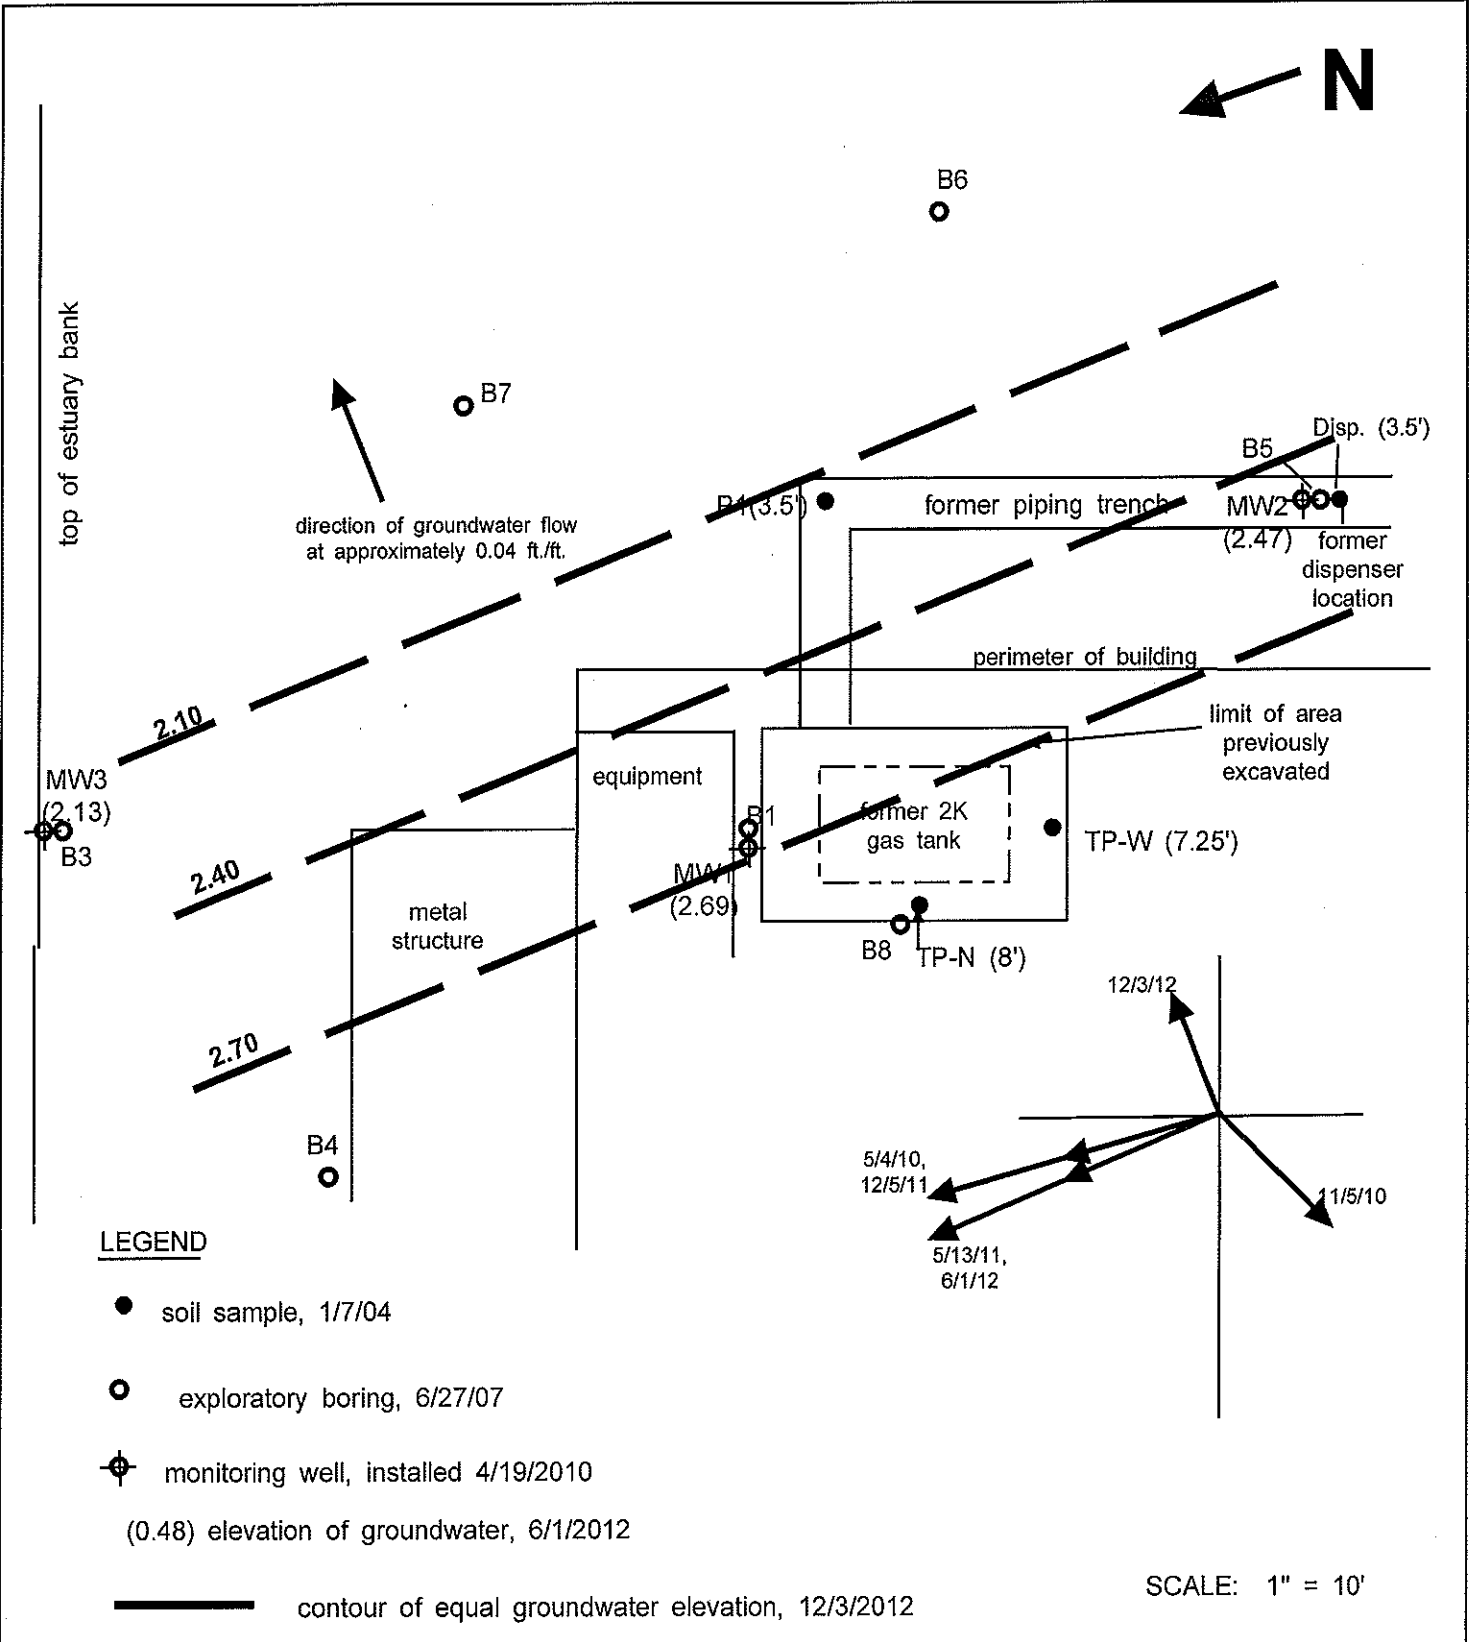 N
B6
top of estuary bank
B7
direction of groundwater flow
at approximately 0.04 ft./ft.
Disp. (3.5')
B5
P1(3.5')
former piping trench
MW2
(2.47)
former
dispenser
location
perimeter of building
limit of area
previously
excavated
2.10
MW3
(2.13)
B3
equipment
B1
former 2K
gas tank
TP-W (7.25')
2.40
MW1
(2.69)
metal
structure
B8
TP-N (8')
2.70
B4
12/3/12
5/4/10,
12/5/11
11/5/10
5/13/11,
6/1/12
LEGEND
soil sample, 1/7/04
exploratory boring, 6/27/07
monitoring well, installed 4/19/2010
(0.48) elevation of groundwater, 6/1/2012
contour of equal groundwater elevation, 12/3/2012
SCALE: 1" = 10'